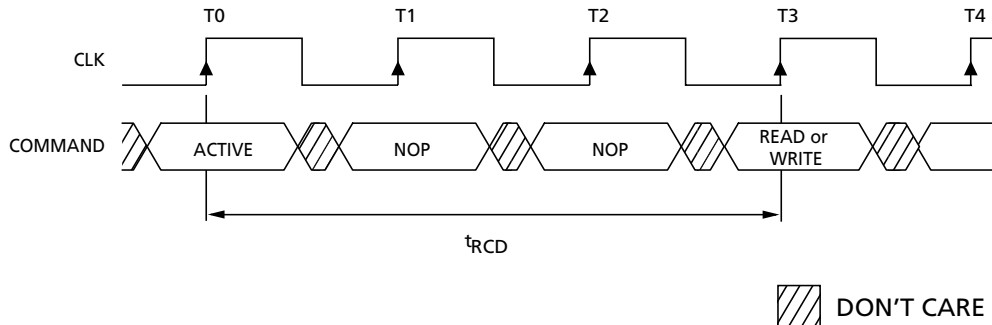 T0 T1 T2 T3 T4
CLK
COMMAND ACTIVE NOP NOP READ or
WRITE
tRCD
DON'T CARE